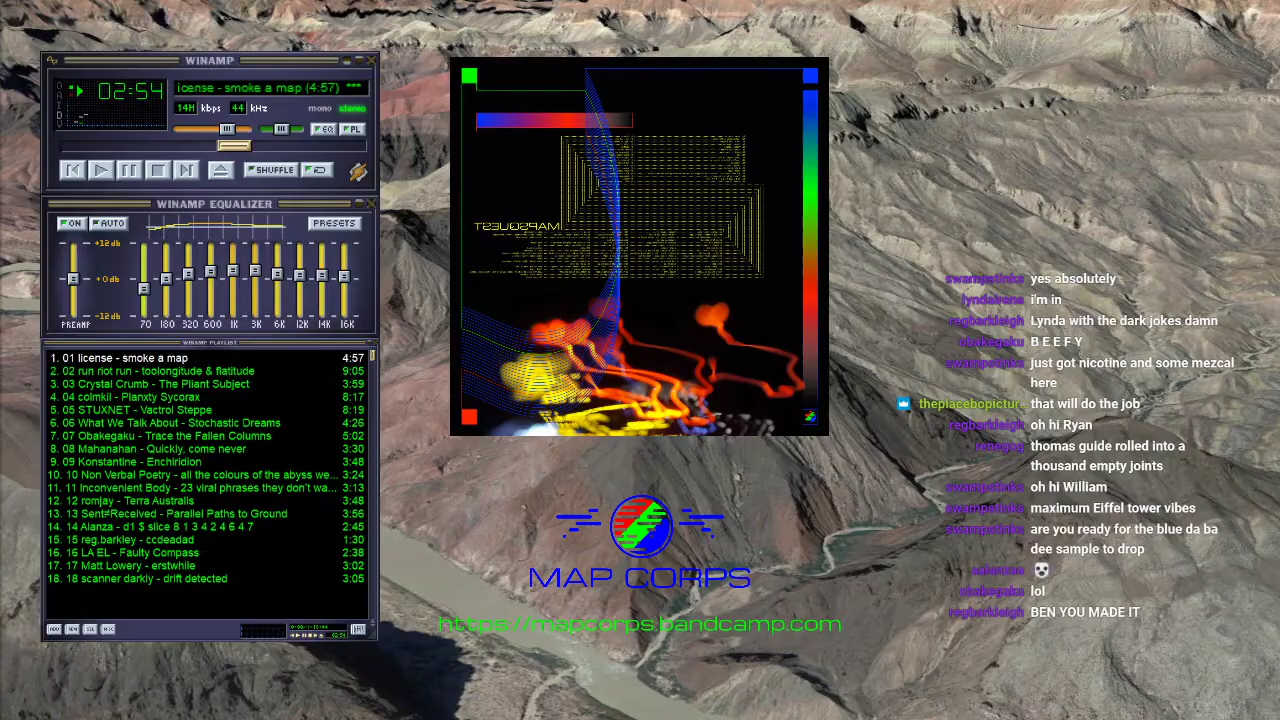 WINAMP
02:54
icense - smoke a map (4:57) ***
14H kbps 44 kHz
mono stereo
EQ PL
SHUFFLE
WINAMP EQUALIZER
ON AUTO PRESETS
+12 db
+0 db
-12 db
PREAMP 70 180 320 600 1K 3K 6K 12K 14K 16K
WINAMP PLAYLIST
1. 01 license - smoke a map 4:57
2. 02 run riot run - toolongitude & flatitude 9:05
3. 03 Crystal Crumb - The Pliant Subject 3:59
4. 04 colmkil - Planxty Sycorax 8:17
5. 05 STUXNET - Vactrol Steppe 8:19
6. 06 What We Talk About - Stochastic Dreams 4:26
7. 07 Obakegaku - Trace the Fallen Columns 5:02
8. 08 Mahanahan - Quickly, come never 3:30
9. 09 Konstantine - Enchiridion 3:48
10. 10 Non Verbal Poetry - all the colours of the abyss we... 3:24
11. 11 Inconvenient Body - 23 viral phrases they don't wa... 3:13
12. 12 romjay - Terra Australis 3:48
13. 13 Sent≠Received - Parallel Paths to Ground 3:56
14. 14 Alanza - d1 $ slice 8 1 3 4 2 4 6 4 7 2:45
15. 15 reg.barkley - ccdeadad 1:30
16. 16 LA EL - Faulty Compass 2:38
17. 17 Matt Lowery - erstwhile 3:02
18. 18 scanner darkly - drift detected 3:05
MAPSQUEST
MAP CORPS
https://mapcorps.bandcamp.com
swampstinks yes absolutely
i'm in
regbarkleigh Lynda with the dark jokes damn
obakegaku B E E F Y
swampstinks just got nicotine and some mezcal
here
theplacebopictur... that will do the job
regbarkleigh oh hi Ryan
renegog thomas guide rolled into a
thousand empty joints
swampstinks oh hi William
swampstinks maximum Eiffel tower vibes
swampstinks are you ready for the blue da ba
dee sample to drop
obakegaku lol
regbarkleigh BEN YOU MADE IT